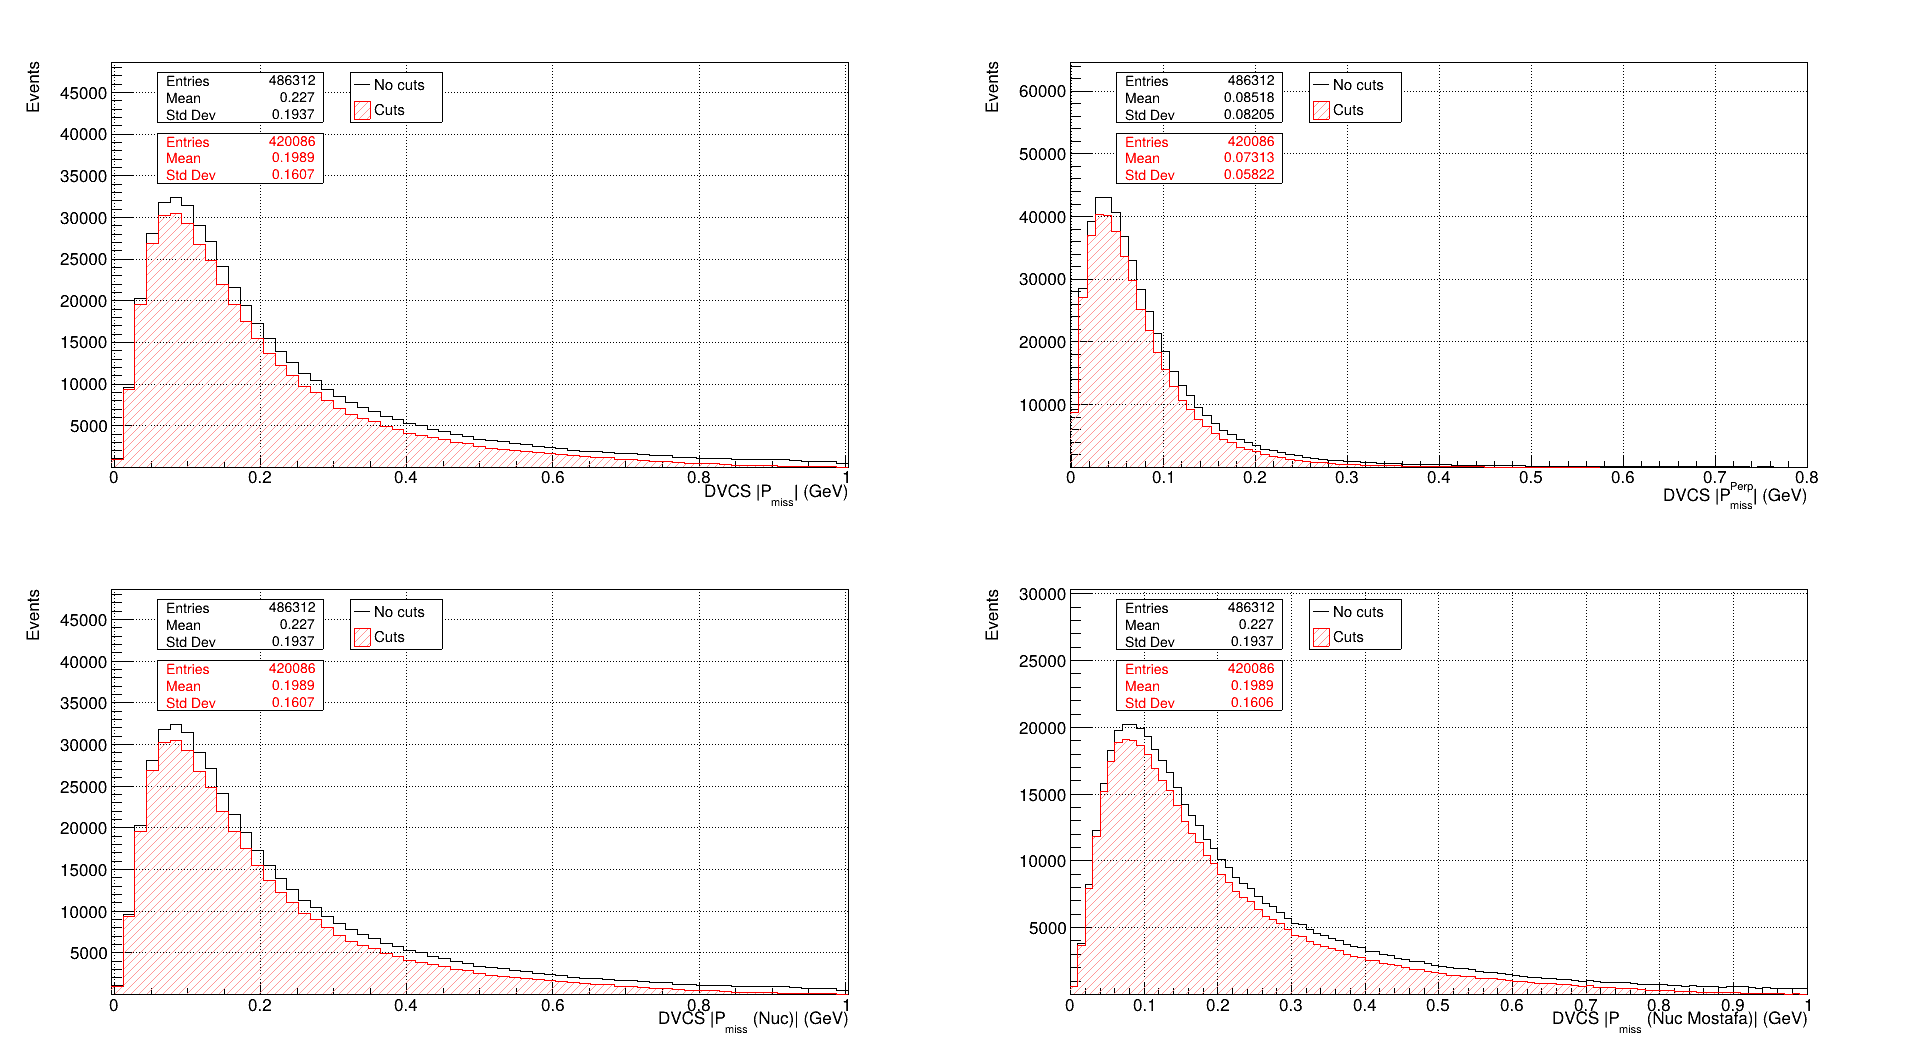 Events
Entries 486312
Mean 0.227
Std Dev 0.1937
No cuts
Cuts
Entries 420086
Mean 0.1989
Std Dev 0.1607
45000
40000
35000
30000
25000
20000
15000
10000
5000
0 0.2 0.4 0.6 0.8 1
DVCS |P_miss| (GeV)
Events
Entries 486312
Mean 0.08518
Std Dev 0.08205
No cuts
Cuts
Entries 420086
Mean 0.07313
Std Dev 0.05822
60000
50000
40000
30000
20000
10000
0 0.1 0.2 0.3 0.4 0.5 0.6 0.7 0.8
DVCS |P^Perp_miss| (GeV)
Events
Entries 486312
Mean 0.227
Std Dev 0.1937
No cuts
Cuts
Entries 420086
Mean 0.1989
Std Dev 0.1607
45000
40000
35000
30000
25000
20000
15000
10000
5000
0 0.2 0.4 0.6 0.8 1
DVCS |P_miss (Nuc)| (GeV)
Events
Entries 486312
Mean 0.227
Std Dev 0.1937
No cuts
Cuts
Entries 420086
Mean 0.1989
Std Dev 0.1606
30000
25000
20000
15000
10000
5000
0 0.1 0.2 0.3 0.4 0.5 0.6 0.7 0.8 0.9 1
DVCS |P_miss (Nuc Mostafa)| (GeV)